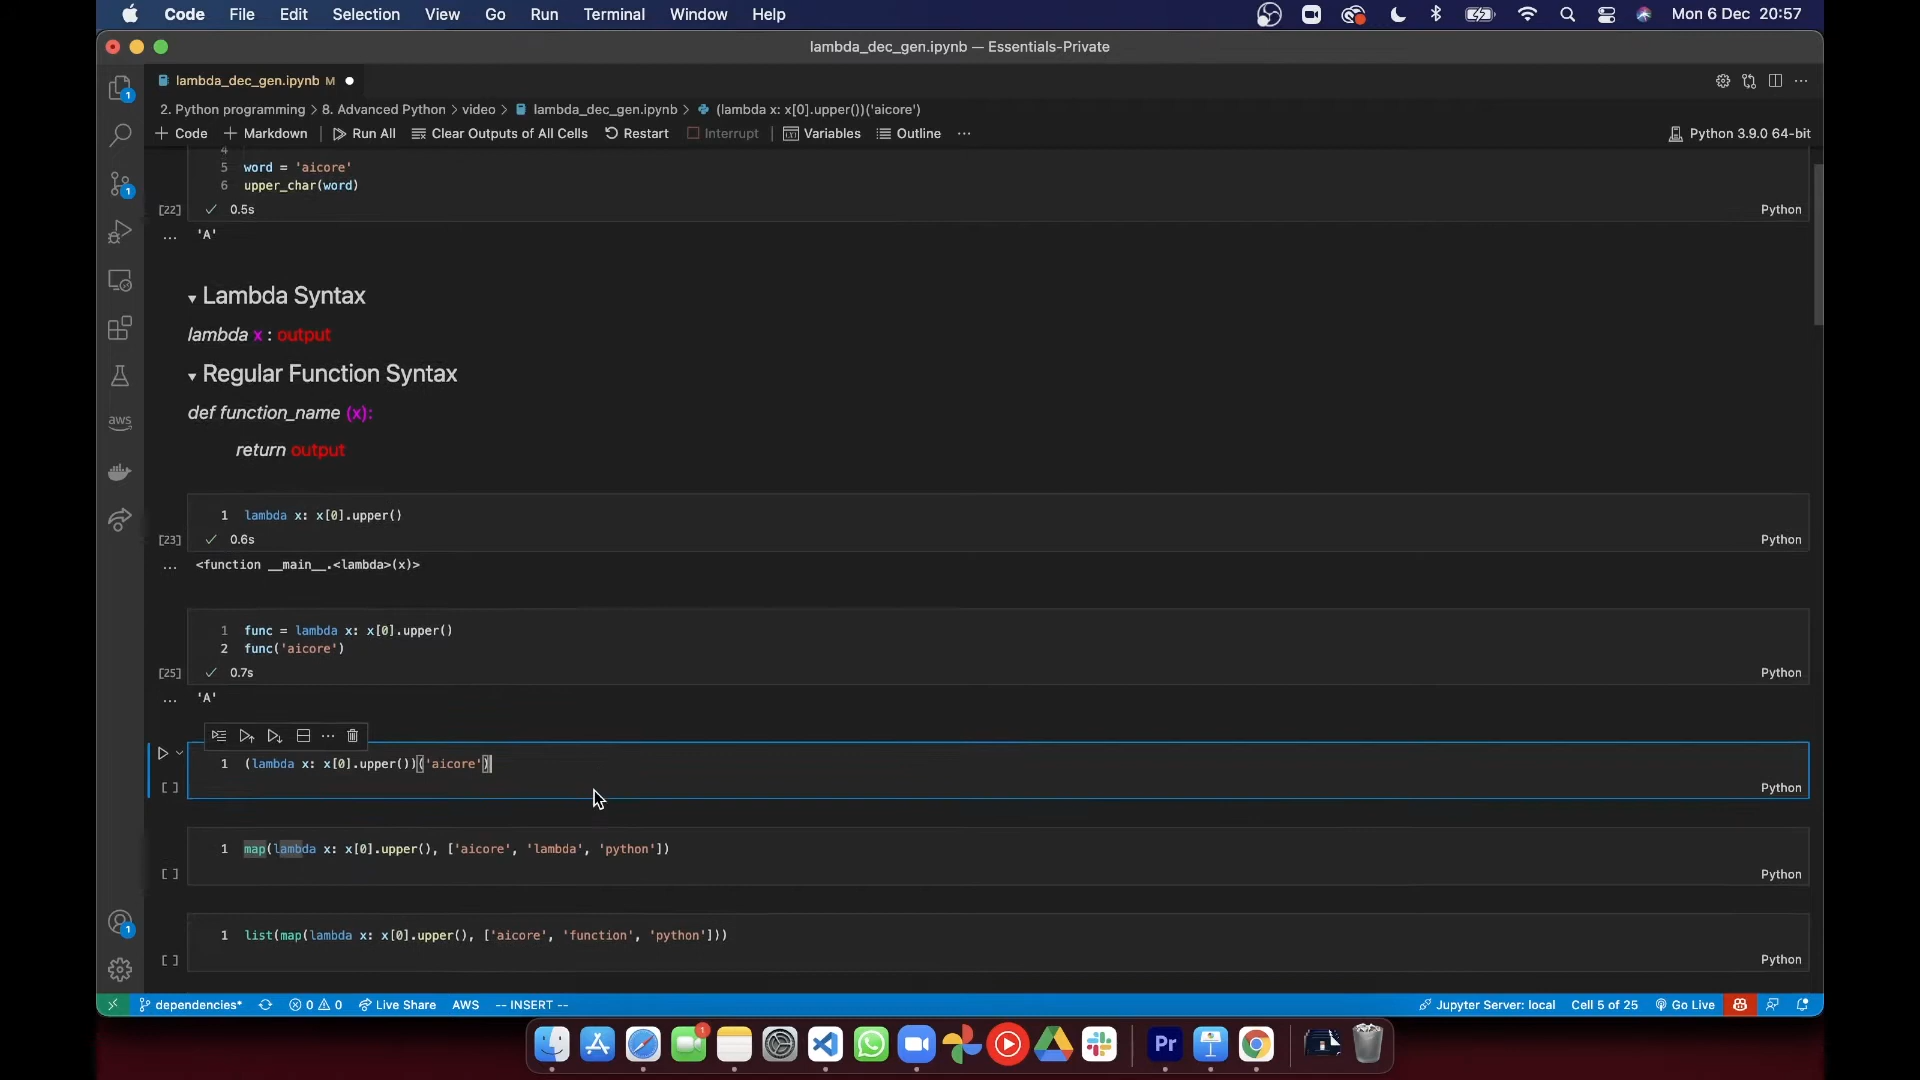 Code File Edit Selection View Go Run Terminal Window Help Mon 6 Dec 20:57
lambda_dec_gen.ipynb — Essentials-Private
lambda_dec_gen.ipynb M
2. Python programming > 8. Advanced Python > video > lambda_dec_gen.ipynb > (lambda x: x[0].upper())('aicore')
+ Code + Markdown Run All Clear Outputs of All Cells Restart Interrupt Variables Outline ... Python 3.9.0 64-bit
4
5 word = 'aicore'
6 upper_char(word)
[22] 0.5s Python
... 'A'
Lambda Syntax
lambda x : output
Regular Function Syntax
def function_name (x):
return output
1 lambda x: x[0].upper()
[23] 0.6s Python
... <function __main__.<lambda>(x)>
1 func = lambda x: x[0].upper()
2 func('aicore')
[25] 0.7s Python
... 'A'
1 (lambda x: x[0].upper())('aicore')
[ ] Python
1 map(lambda x: x[0].upper(), ['aicore', 'lambda', 'python'])
[ ] Python
1 list(map(lambda x: x[0].upper(), ['aicore', 'function', 'python']))
[ ] Python
1
1
aws
1
dependencies* 0 0 Live Share AWS -- INSERT -- Jupyter Server: local Cell 5 of 25 Go Live
1
Pr